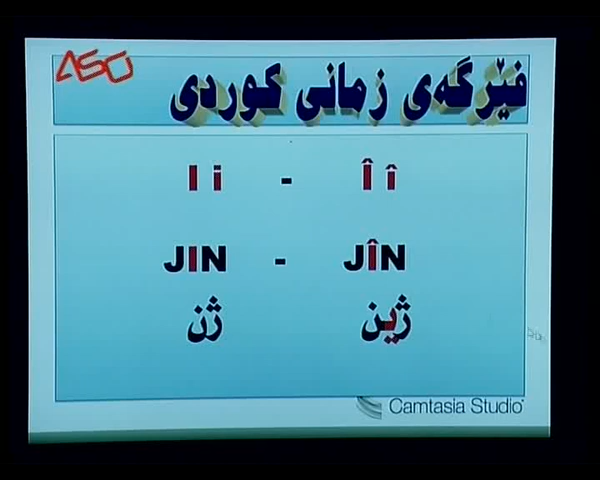 ASO
فێرگەی زمانی کوردی
I i - Î î
JIN - JÎN
ژن ژین
Camtasia Studio